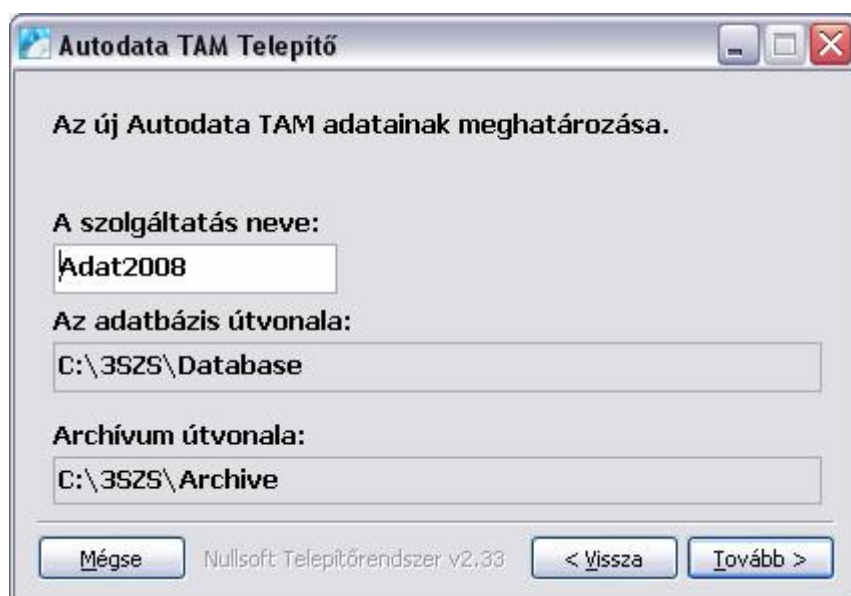 Autodata TAM Telepítő
Az új Autodata TAM adatainak meghatározása.
A szolgáltatás neve:
Adat2008
Az adatbázis útvonala:
C:\3SZS\Database
Archívum útvonala:
C:\3SZS\Archive
Mégse Nullsoft Telepítőrendszer v2.33 < Vissza Tovább >